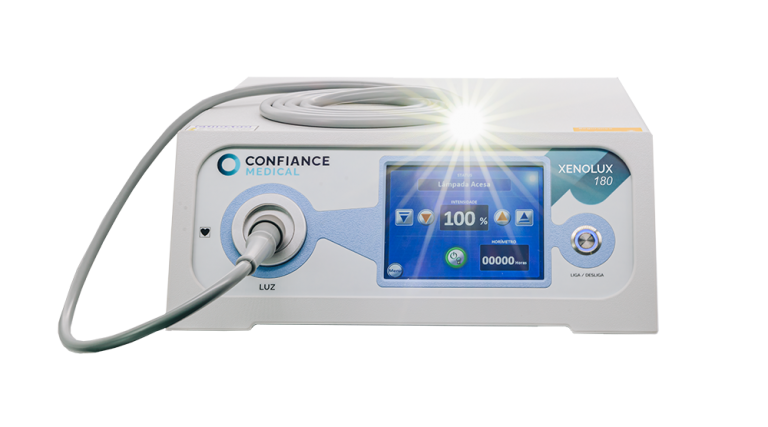 CONFIANCE
MEDICAL
XENOLUX
180
Lâmpada Acesa
INTENSIDADE
100 %
HORÍMETRO
00000 Horas
LUZ
LIGA / DESLIGA